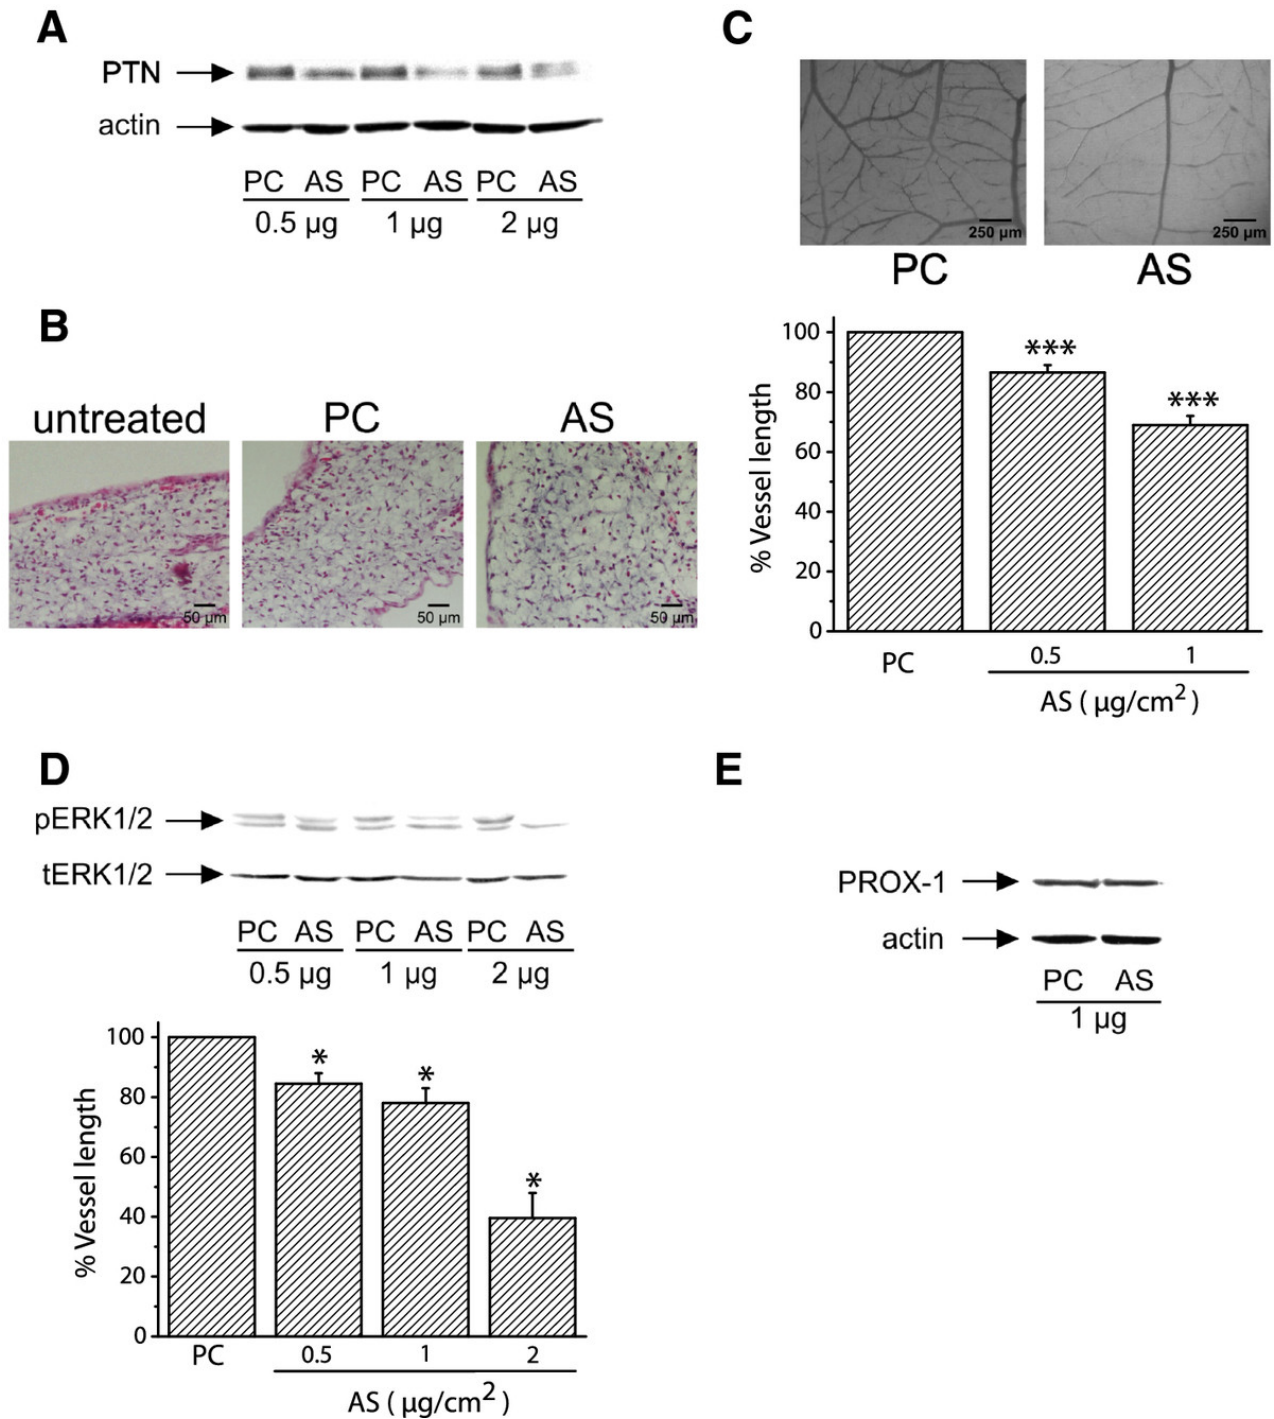 A
PTN
actin
PC AS PC AS PC AS
0.5 µg 1 µg 2 µg
B
untreated PC AS
50 µm 50 µm 50 µm
C
250 µm 250 µm
PC AS
% Vessel length
100
80
60
40
20
0
*** ***
PC 0.5 1
AS ( µg/cm² )
D
pERK1/2
tERK1/2
PC AS PC AS PC AS
0.5 µg 1 µg 2 µg
% Vessel length
100
80
60
40
20
0
* * *
PC 0.5 1 2
AS ( µg/cm² )
E
PROX-1
actin
PC AS
1 µg